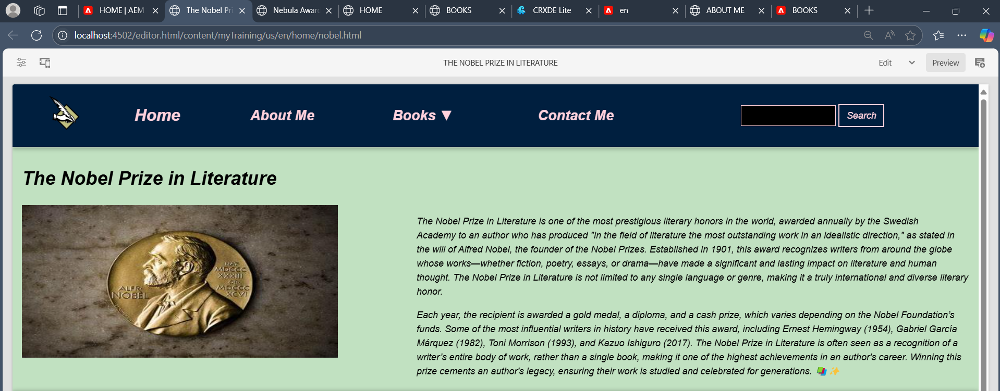 HOME | AEM
The Nobel Pri
Nebula Award
HOME
BOOKS
CRXDE Lite
en
ABOUT ME
BOOKS
localhost:4502/editor.html/content/myTraining/us/en/home/nobel.html
THE NOBEL PRIZE IN LITERATURE
Edit
Preview
Home
About Me
Books ▼
Contact Me
Search
The Nobel Prize in Literature
ALFR·
NOBEL
NAT·
MDCCC
XXXIII
OB·
MDCCC
XCVI
The Nobel Prize in Literature is one of the most prestigious literary honors in the world, awarded annually by the Swedish
Academy to an author who has produced "in the field of literature the most outstanding work in an idealistic direction," as stated in
the will of Alfred Nobel, the founder of the Nobel Prizes. Established in 1901, this award recognizes writers from around the globe
whose works—whether fiction, poetry, essays, or drama—have made a significant and lasting impact on literature and human
thought. The Nobel Prize in Literature is not limited to any single language or genre, making it a truly international and diverse literary
honor.
Each year, the recipient is awarded a gold medal, a diploma, and a cash prize, which varies depending on the Nobel Foundation’s
funds. Some of the most influential writers in history have received this award, including Ernest Hemingway (1954), Gabriel García
Márquez (1982), Toni Morrison (1993), and Kazuo Ishiguro (2017). The Nobel Prize in Literature is often seen as a recognition of a
writer’s entire body of work, rather than a single book, making it one of the highest achievements in an author's career. Winning this
prize cements an author's legacy, ensuring their work is studied and celebrated for generations. 📚✨